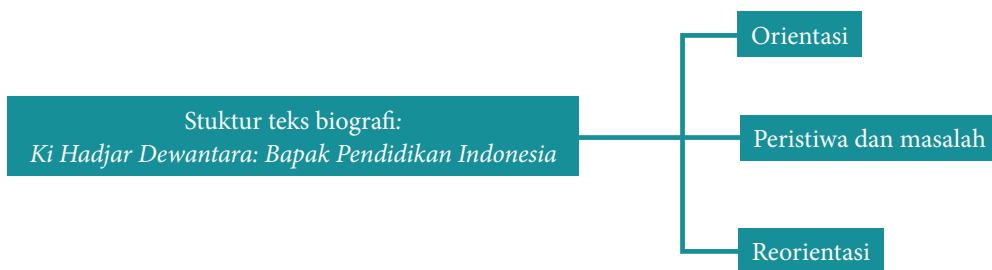 Stuktur teks biografi:
Ki Hadjar Dewantara: Bapak Pendidikan Indonesia
Orientasi
Peristiwa dan masalah
Reorientasi